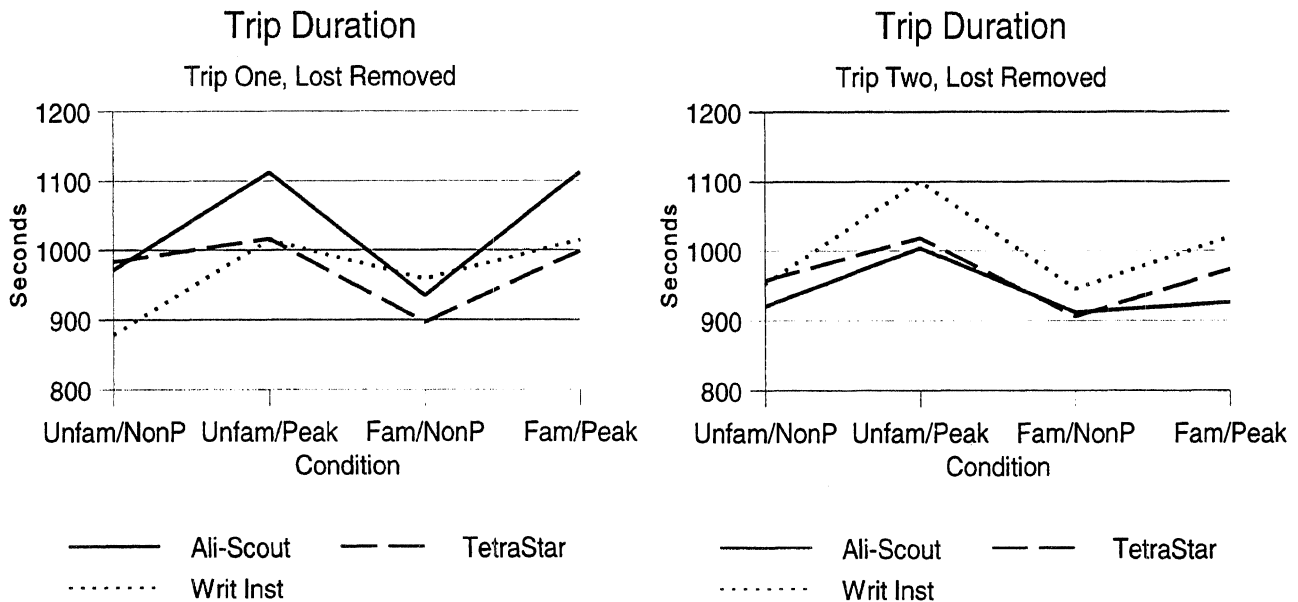 Trip Duration
Trip One, Lost Removed
1200
1100
1000
900
800
Seconds
Unfam/NonP Unfam/Peak Fam/NonP Fam/Peak
Condition
Ali-Scout TetraStar
Writ Inst
Trip Duration
Trip Two, Lost Removed
1200
1100
1000
900
800
Seconds
Unfam/NonP Unfam/Peak Fam/NonP Fam/Peak
Condition
Ali-Scout TetraStar
Writ Inst